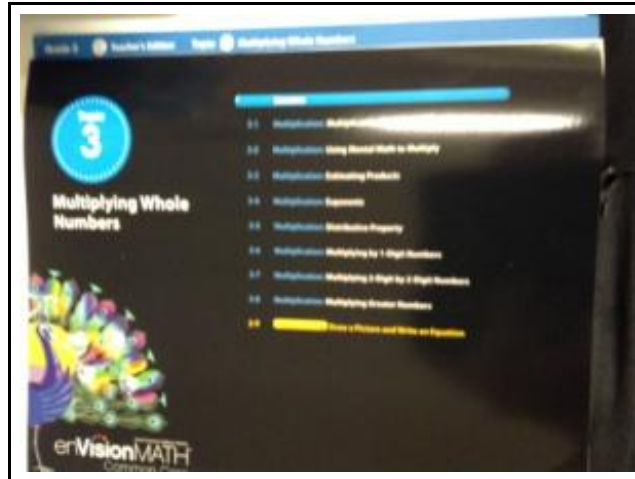 Grade 5 Teacher's Edition Topic 3 Multiplying Whole Numbers
Topic
3
Multiplying Whole
Numbers
Lessons
3-1 Multiplication:
3-2 Multiplication: Using Mental Math to Multiply
3-3 Multiplication: Estimating Products
3-4 Multiplication: Exponents
3-5 Multiplication: Distributive Property
3-6 Multiplication: Multiplying by 1-Digit Numbers
3-7 Multiplication: Multiplying 2-Digit by 2-Digit Numbers
3-8 Multiplication: Multiplying Greater Numbers
3-9 Draw a Picture and Write an Equation
enVisionMATH
Common Core